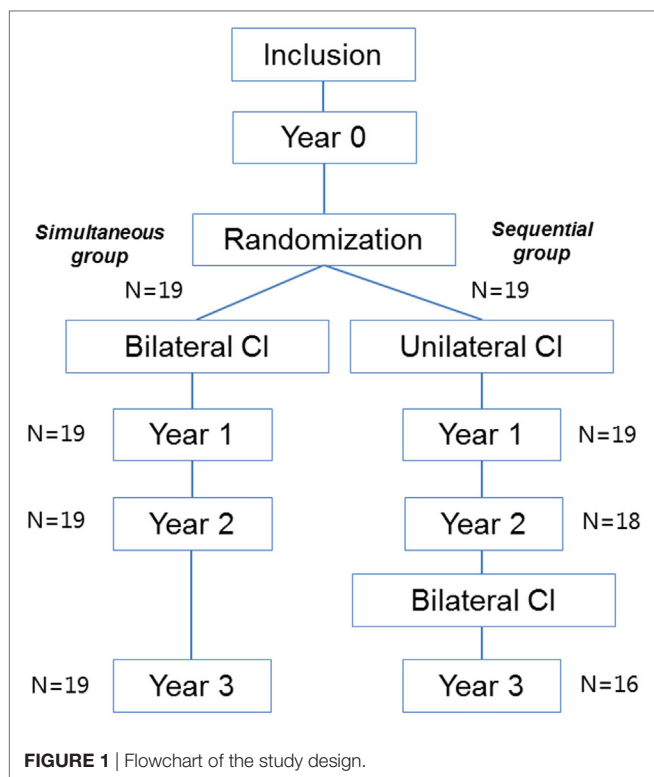 Inclusion
Year 0
Simultaneous
group
Randomization
Sequential
group
N=19
N=19
Bilateral CI
Unilateral CI
N=19
Year 1
Year 1
N=19
N=19
Year 2
Year 2
N=18
Bilateral CI
N=19
Year 3
Year 3
N=16
FIGURE 1 | Flowchart of the study design.